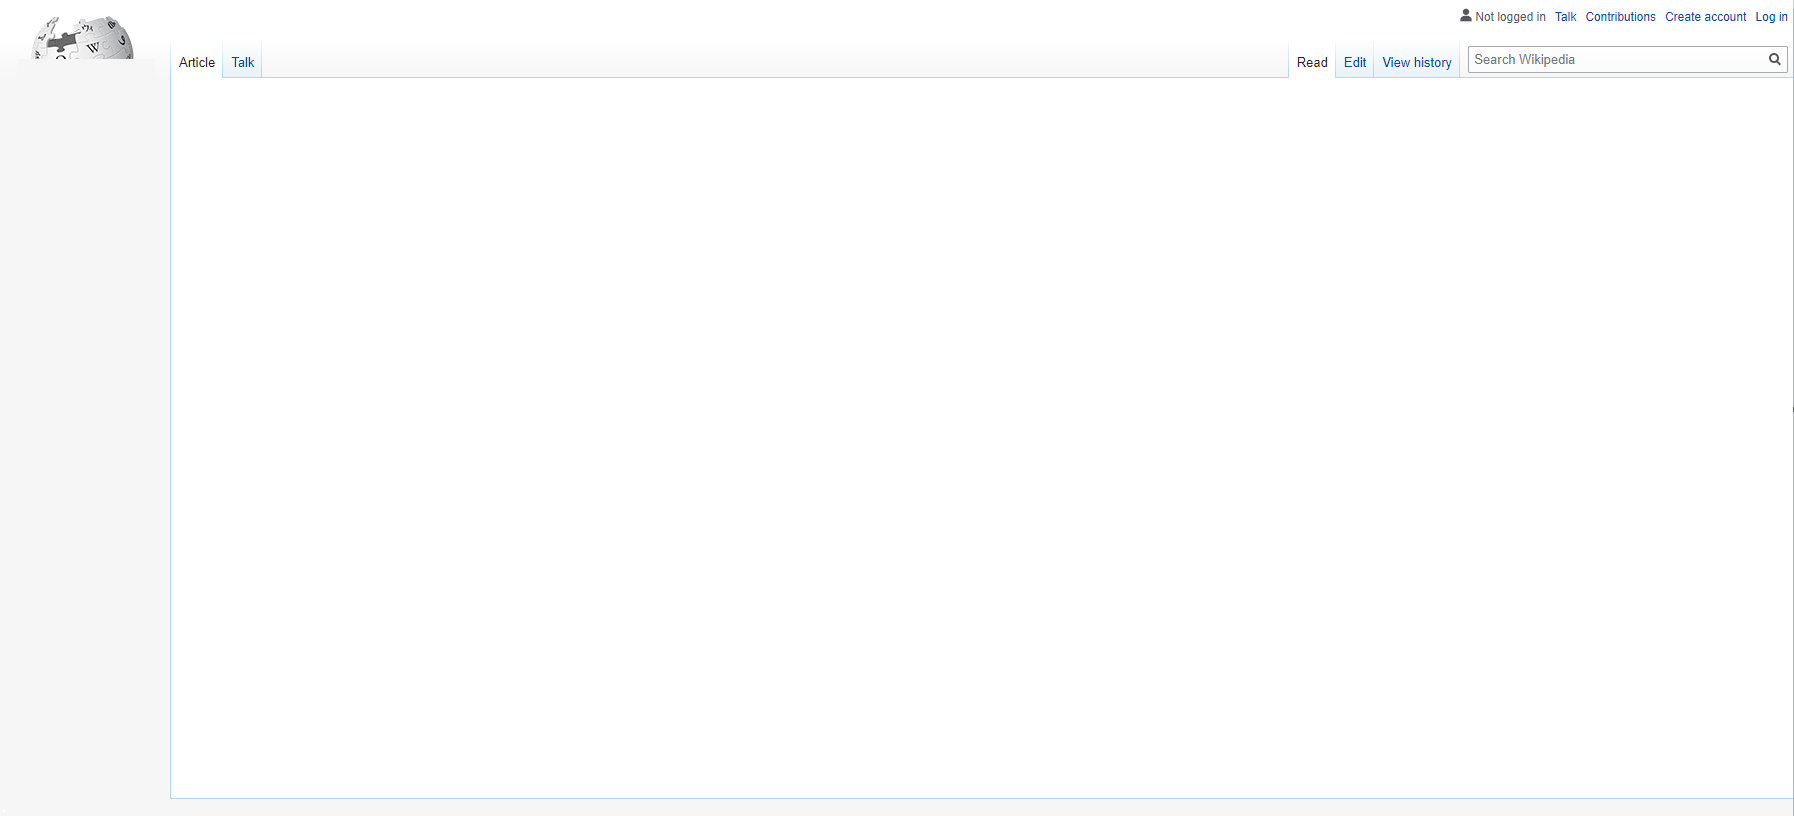 Not logged in Talk Contributions Create account Log in
Article Talk Read Edit View history Search Wikipedia
W